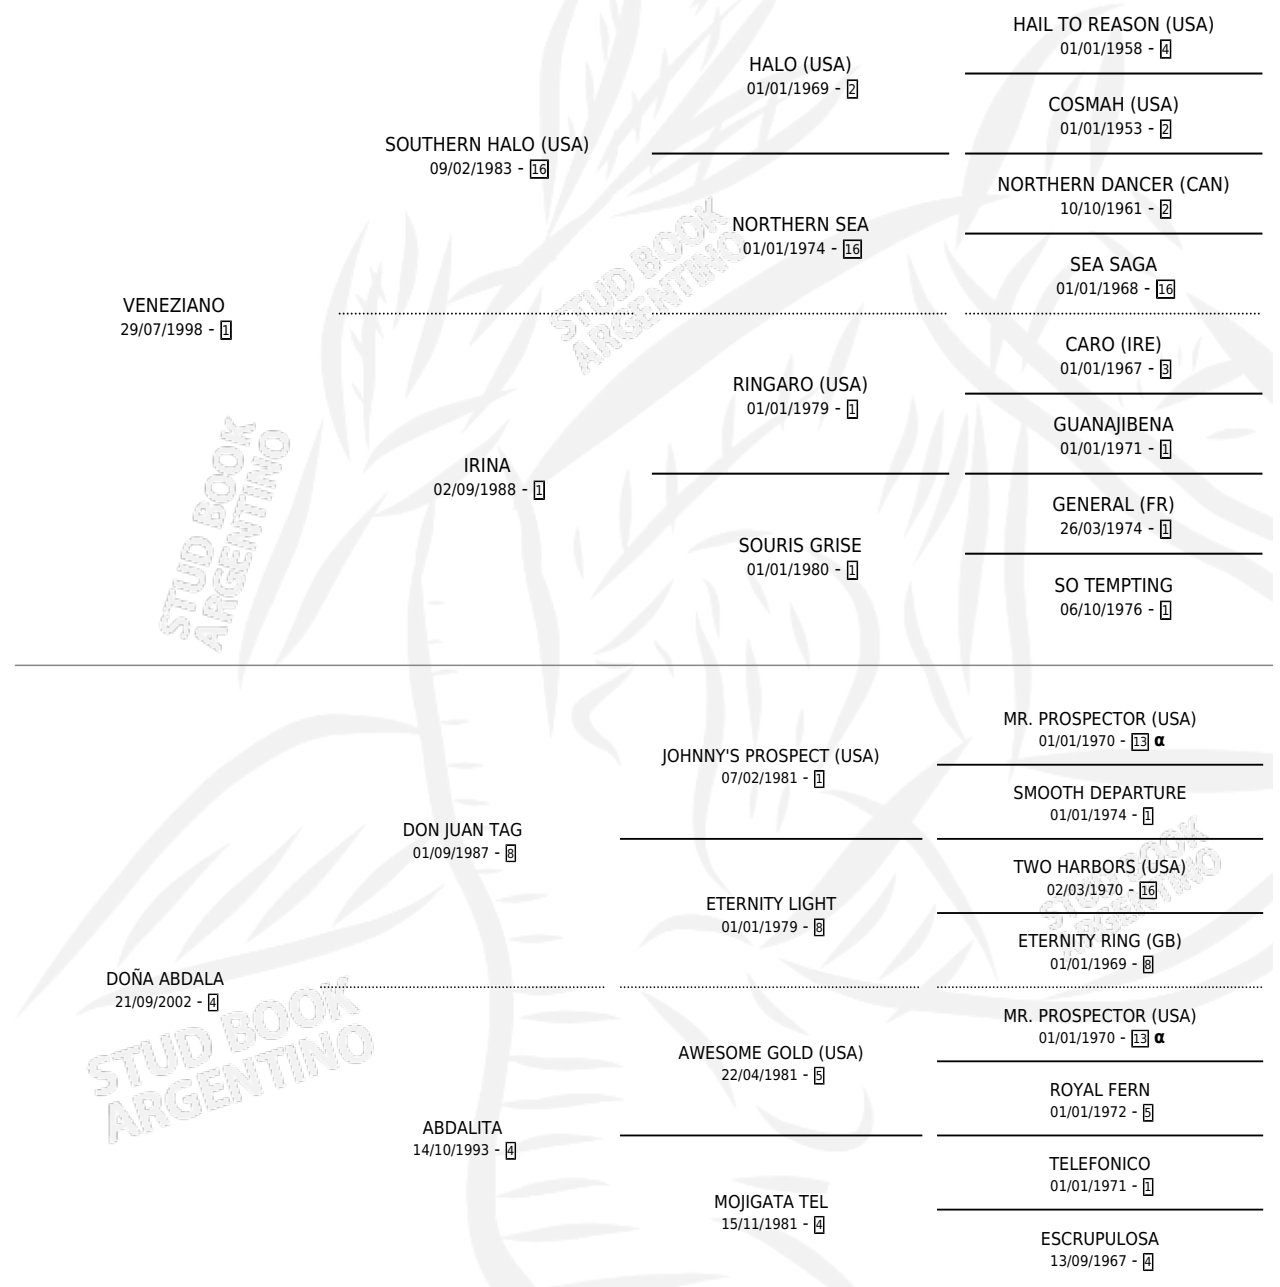 HAIL TO REASON (USA)
01/01/1958 - 4
HALO (USA)
01/01/1969 - 2
COSMAH (USA)
01/01/1953 - 2
SOUTHERN HALO (USA)
09/02/1983 - 16
NORTHERN DANCER (CAN)
10/10/1961 - 2
NORTHERN SEA
01/01/1974 - 16
SEA SAGA
01/01/1968 - 16
VENEZIANO
29/07/1998 - 1
STUD BOOK
ARGENTINO
CARO (IRE)
01/01/1967 - 3
RINGARO (USA)
01/01/1979 - 1
GUANAJIBENA
01/01/1971 - 1
IRINA
02/09/1988 - 1
GENERAL (FR)
26/03/1974 - 1
SOURIS GRISE
01/01/1980 - 1
SO TEMPTING
06/10/1976 - 1
STUD BOOK
ARGENTINO
MR. PROSPECTOR (USA)
01/01/1970 - 13 α
JOHNNY'S PROSPECT (USA)
07/02/1981 - 1
SMOOTH DEPARTURE
01/01/1974 - 1
DON JUAN TAG
01/09/1987 - 8
TWO HARBORS (USA)
02/03/1970 - 16
STUD BOOK
ARGENTINO
ETERNITY LIGHT
01/01/1979 - 8
ETERNITY RING (GB)
01/01/1969 - 8
DOÑA ABDALA
21/09/2002 - 4
STUD BOOK
ARGENTINO
MR. PROSPECTOR (USA)
01/01/1970 - 13 α
AWESOME GOLD (USA)
22/04/1981 - 5
ROYAL FERN
01/01/1972 - 5
ABDALITA
14/10/1993 - 4
TELEFONICO
01/01/1971 - 1
MOJIGATA TEL
15/11/1981 - 4
ESCRUPULOSA
13/09/1967 - 4